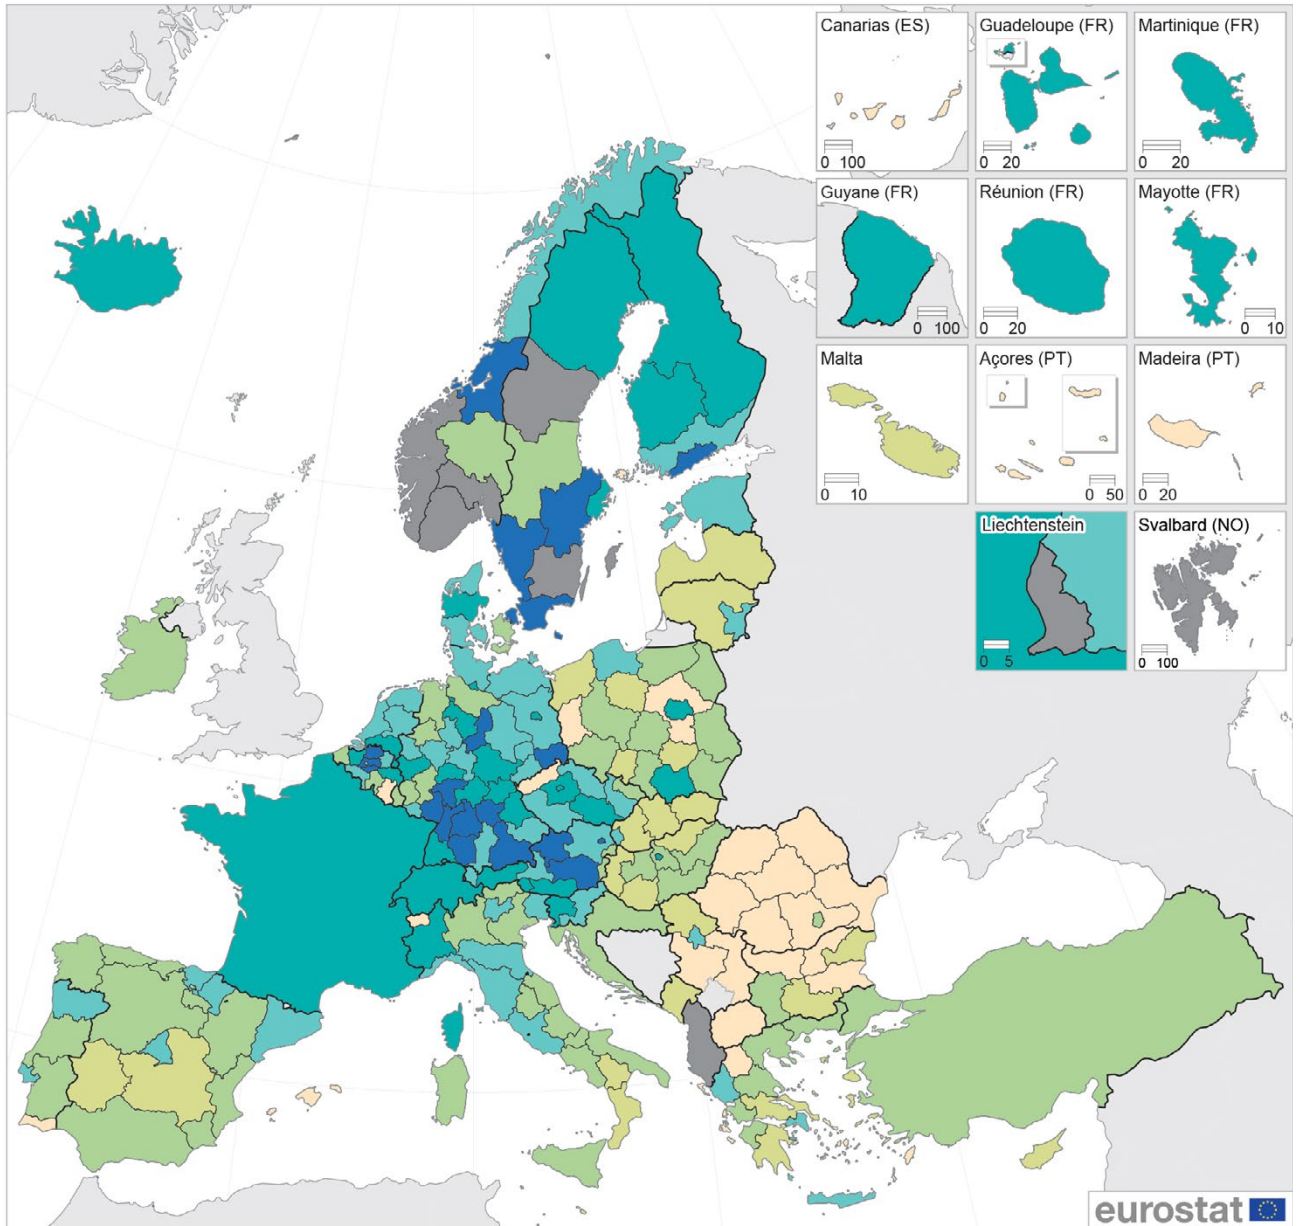 Canarias (ES)
0 100
Guadeloupe (FR)
0 20
Martinique (FR)
0 20
Guyane (FR)
0 100
Réunion (FR)
0 20
Mayotte (FR)
0 10
Malta
0 10
Açores (PT)
0 50
Madeira (PT)
0 20
Liechtenstein
0 5
Svalbard (NO)
0 100
eurostat